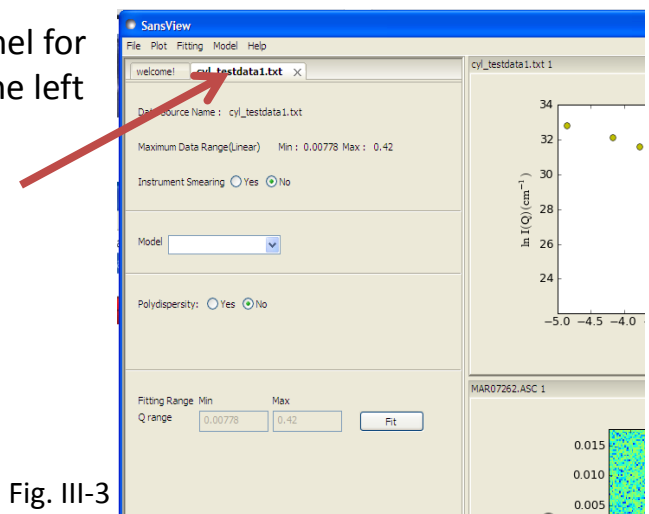 nel for
ne left
SansView
File Plot Fitting Model Help
welcome! cyl_testdata1.txt
Data Source Name : cyl_testdata1.txt
Maximum Data Range(Linear) Min : 0.00778 Max : 0.42
Instrument Smearing Yes No
Model
Polydispersity: Yes No
Fitting Range Min Max
Q range 0.00778 0.42 Fit
Fig. III-3
cyl_testdata1.txt 1
34
32
30
28
26
24
ln I(Q)(cm⁻¹)
−5.0 −4.5 −4.0
MAR07262.ASC 1
0.015
0.010
0.005